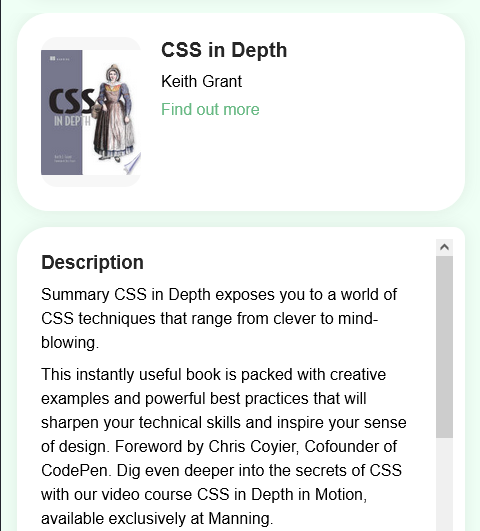 CSS in Depth
Keith Grant
Find out more
CSS
IN DEPTH
Description
Summary CSS in Depth exposes you to a world of
CSS techniques that range from clever to mind-
blowing.
This instantly useful book is packed with creative
examples and powerful best practices that will
sharpen your technical skills and inspire your sense
of design. Foreword by Chris Coyier, Cofounder of
CodePen. Dig even deeper into the secrets of CSS
with our video course CSS in Depth in Motion,
available exclusively at Manning.